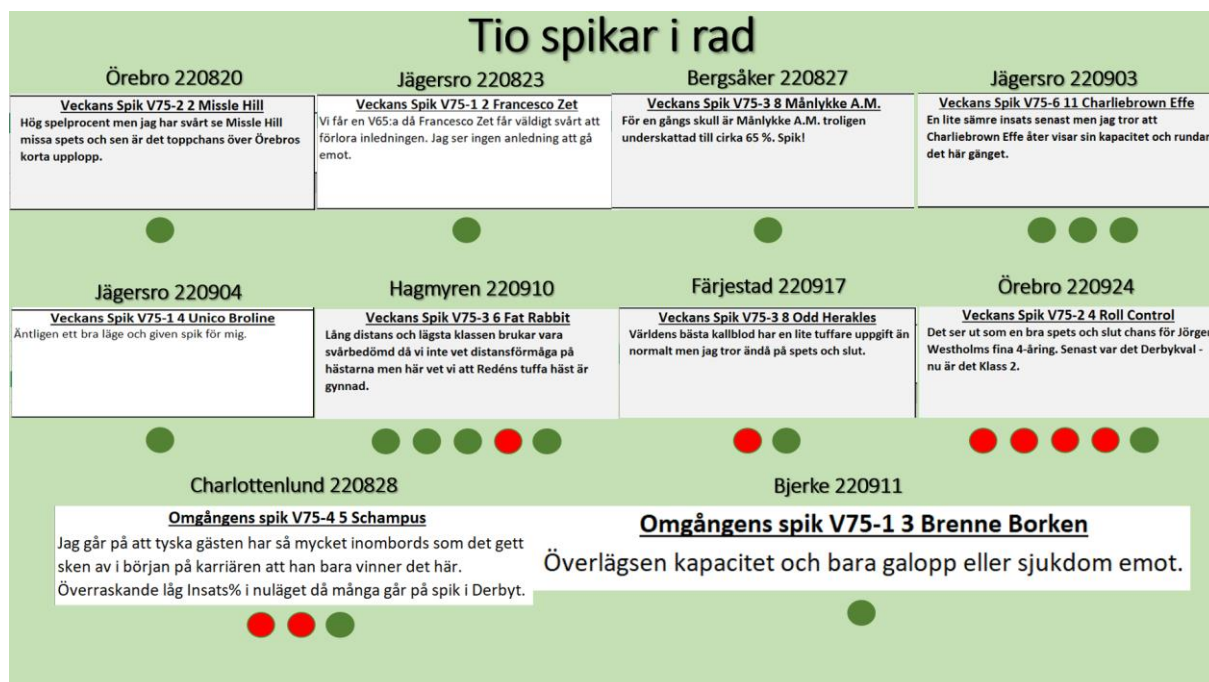 Tio spikar i rad
Örebro 220820
Veckans Spik V75-2 2 Missle Hill
Hög spelprocent men jag har svårt se Missle Hill
missa spets och sen är det toppchans över Örebros
korta upplopp.
Jägersro 220823
Veckans Spik V75-1 2 Francesco Zet
Vi får en V65:a då Francesco Zet får väldigt svårt att
förlora inledningen. Jag ser ingen anledning att gå
emot.
Bergsåker 220827
Veckans Spik V75-3 8 Månlykke A.M.
För en gångs skull är Månlykke A.M. troligen
underskattad till cirka 65 %. Spik!
Jägersro 220903
Veckans Spik V75-6 11 Charliebrown Effe
En lite sämre insats senast men jag tror att
Charliebrown Effe åter visar sin kapacitet och rundar
det här gänget.
Jägersro 220904
Veckans Spik V75-1 4 Unico Broline
Äntligen ett bra läge och given spik för mig.
Hagmyren 220910
Veckans Spik V75-3 6 Fat Rabbit
Lång distans och lägsta klassen brukar vara
svårbedömd då vi inte vet distansförmåga på
hästarna men här vet vi att Redéns tuffa häst är
gynnad.
Färjestad 220917
Veckans Spik V75-3 8 Odd Herakles
Världens bästa kallblod har en lite tuffare uppgift än
normalt men jag tror ändå på spets och slut.
Örebro 220924
Veckans Spik V75-2 4 Roll Control
Det ser ut som en bra spets och slut chans för Jörgen
Westholms fina 4-åring. Senast var det Derbykval -
nu är det Klass 2.
Charlottenlund 220828
Omgångens spik V75-4 5 Schampus
Jag går på att tyska gästen har så mycket inombords som det gett
sken av i början på karriären att han bara vinner det här.
Överraskande låg Insats% i nuläget då många går på spik i Derbyt.
Bjerke 220911
Omgångens spik V75-1 3 Brenne Borken
Överlägsen kapacitet och bara galopp eller sjukdom emot.